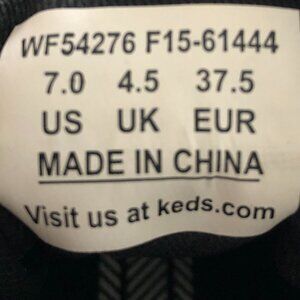 WF54276 F15-61444
7.0 4.5 37.5
US UK EUR
MADE IN CHINA
Visit us at keds.com